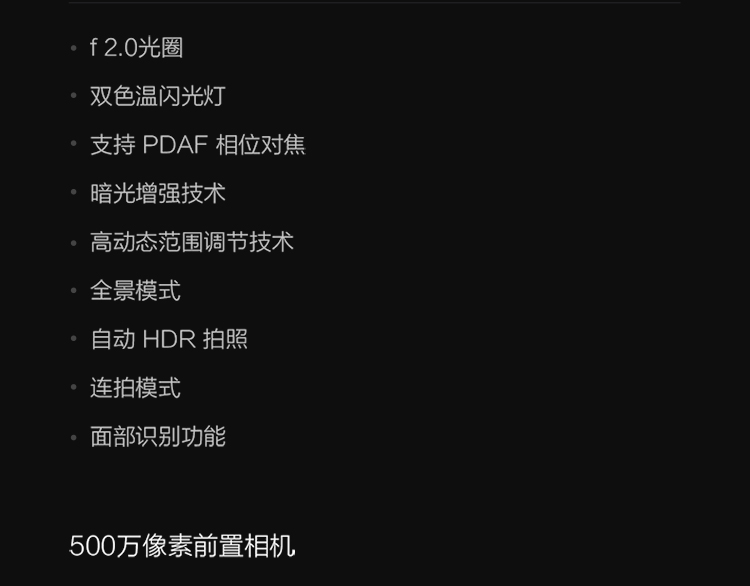 f 2.0光圈
双色温闪光灯
支持 PDAF 相位对焦
暗光增强技术
高动态范围调节技术
全景模式
自动 HDR 拍照
连拍模式
面部识别功能
500万像素前置相机